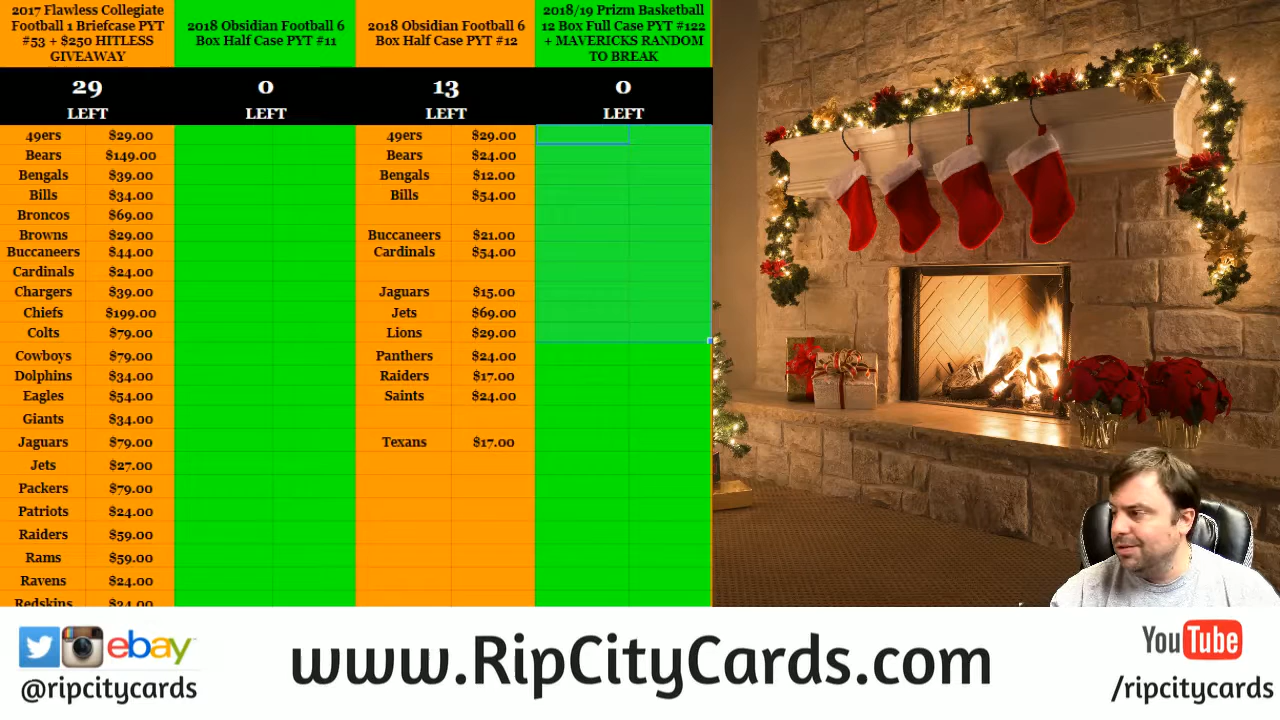 2017 Flawless Collegiate
Football 1 Briefcase PYT
#53 + $250 HITLESS
GIVEAWAY
29
LEFT
49ers $29.00
Bears $149.00
Bengals $39.00
Bills $34.00
Broncos $69.00
Browns $29.00
Buccaneers $44.00
Cardinals $24.00
Chargers $39.00
Chiefs $199.00
Colts $79.00
Cowboys $79.00
Dolphins $34.00
Eagles $54.00
Giants $34.00
Jaguars $79.00
Jets $27.00
Packers $79.00
Patriots $24.00
Raiders $59.00
Rams $59.00
Ravens $24.00
Redskins $34.00
2018 Obsidian Football 6
Box Half Case PYT #11
0
LEFT
2018 Obsidian Football 6
Box Half Case PYT #12
13
LEFT
49ers $29.00
Bears $24.00
Bengals $12.00
Bills $54.00
Buccaneers $21.00
Cardinals $54.00
Jaguars $15.00
Jets $69.00
Lions $29.00
Panthers $24.00
Raiders $17.00
Saints $24.00
Texans $17.00
2018/19 Prizm Basketball
12 Box Full Case PYT #122
+ MAVERICKS RANDOM
TO BREAK
0
LEFT
ebay
@ripcitycards
www.RipCityCards.com
YouTube
/ripcitycards